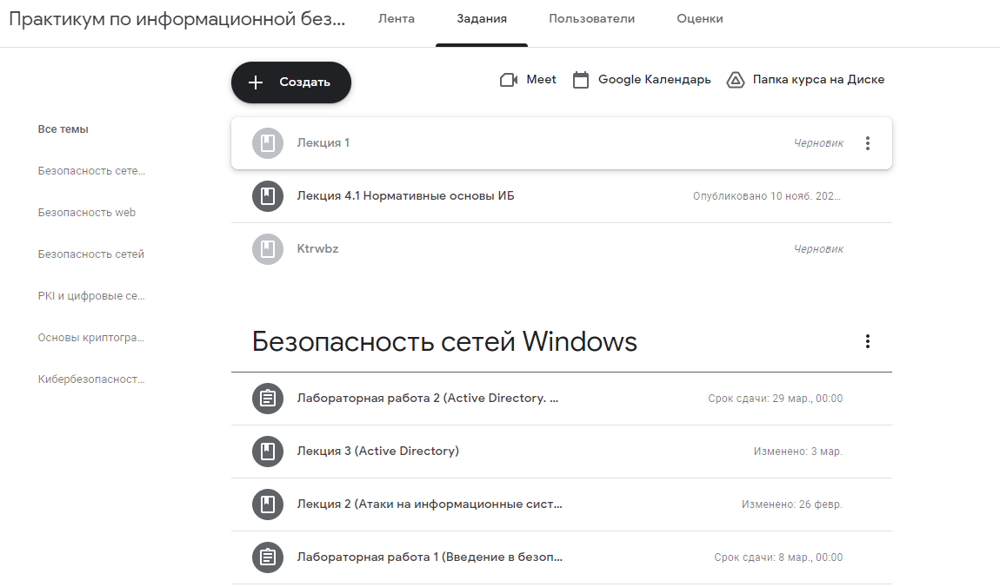 Практикум по информационной без...
Лента
Задания
Пользователи
Оценки
Создать
Meet
Google Календарь
Папка курса на Диске
Все темы
Безопасность сете...
Безопасность web
Безопасность сетей
PKI и цифровые се...
Основы криптогра...
Кибербезопасност...
Лекция 1
Черновик
Лекция 4.1 Нормативные основы ИБ
Опубликовано 10 нояб. 202...
Ktrwbz
Черновик
Безопасность сетей Windows
Лабораторная работа 2 (Active Directory. ...
Срок сдачи: 29 мар., 00:00
Лекция 3 (Active Directory)
Изменено: 3 мар.
Лекция 2 (Атаки на информационные сист...
Изменено: 26 февр.
Лабораторная работа 1 (Введение в безоп...
Срок сдачи: 8 мар., 00:00